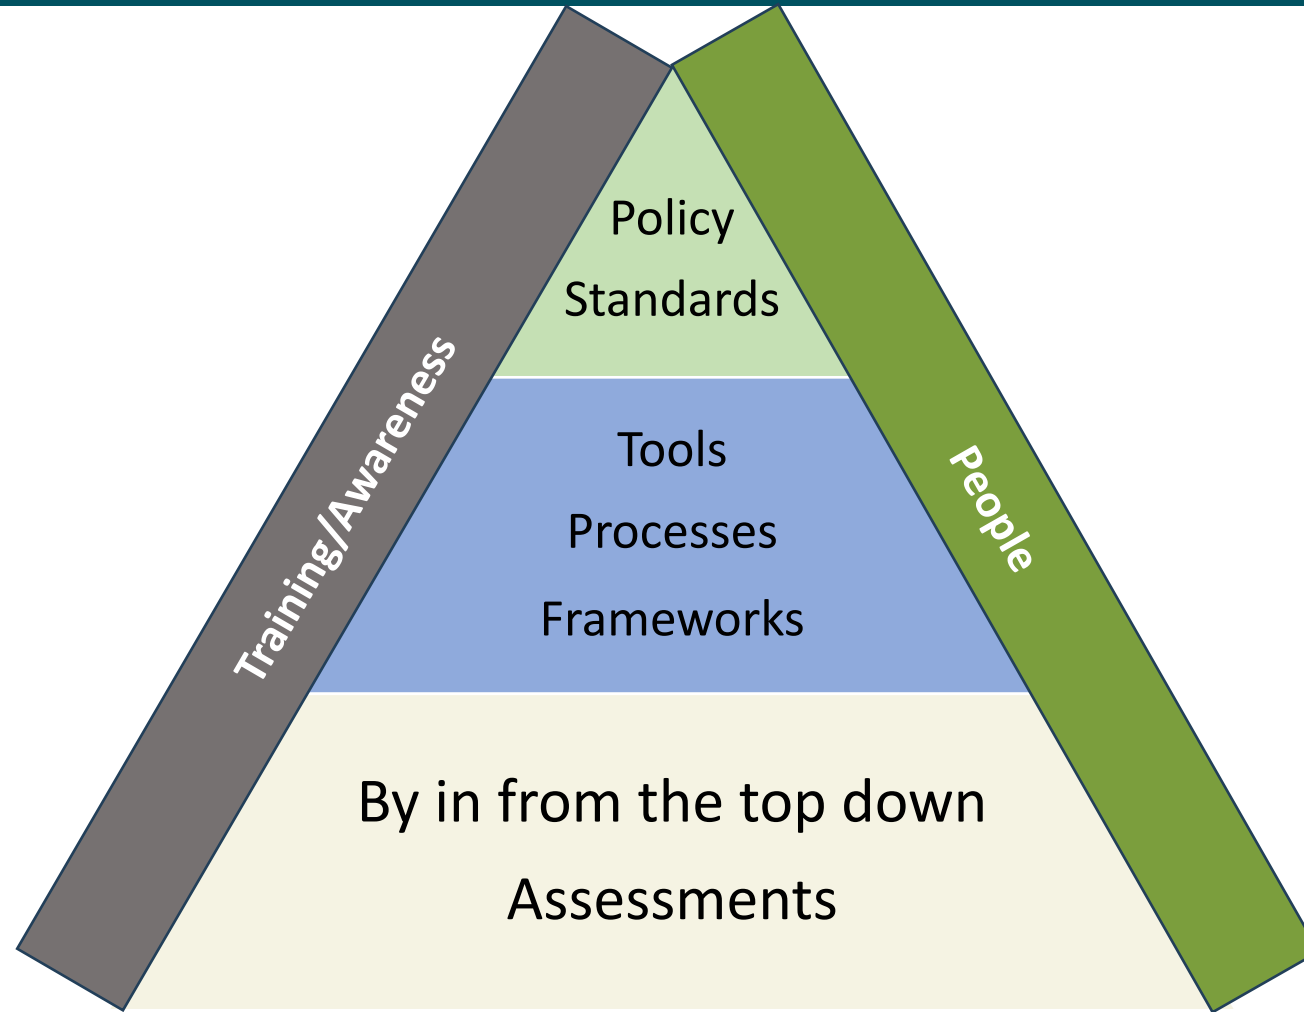 Policy
Standards
Training/Awareness
Tools
People
Processes
Frameworks
By in from the top down
Assessments